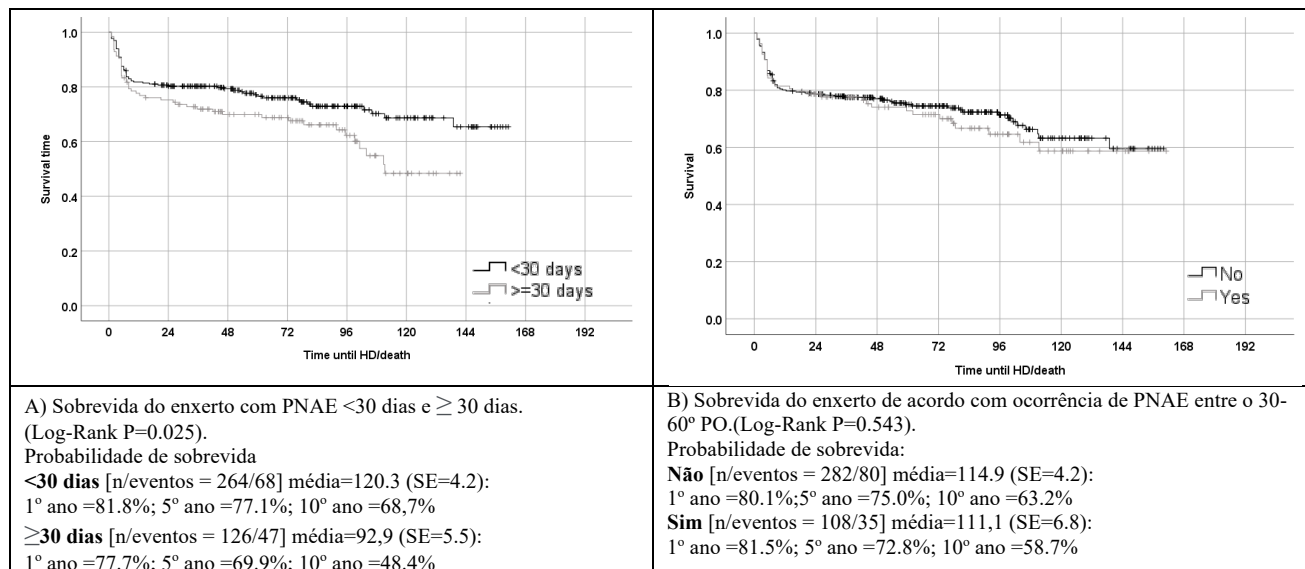 1.0
0.8
0.6
0.4
0.2
0.0
Survival time
<30 days
>=30 days
0 24 48 72 96 120 144 168 192
Time until HD/death
1.0
0.8
0.6
0.4
0.2
0.0
Survival
No
Yes
0 24 48 72 96 120 144 168 192
Time until HD/death
A) Sobrevida do enxerto com PNAE <30 dias e ≥ 30 dias.
(Log-Rank P=0.025).
Probabilidade de sobrevida
<30 dias [n/eventos = 264/68] média=120.3 (SE=4.2):
1º ano =81.8%; 5º ano =77.1%; 10º ano =68,7%
≥30 dias [n/eventos = 126/47] média=92,9 (SE=5.5):
1º ano =77.7%; 5º ano =69.9%; 10º ano =48.4%
B) Sobrevida do enxerto de acordo com ocorrência de PNAE entre o 30-
60º PO.(Log-Rank P=0.543).
Probabilidade de sobrevida:
Não [n/eventos = 282/80] média=114.9 (SE=4.2):
1º ano =80.1%;5º ano =75.0%; 10º ano =63.2%
Sim [n/eventos = 108/35] média=111,1 (SE=6.8):
1º ano =81.5%; 5º ano =72.8%; 10º ano =58.7%